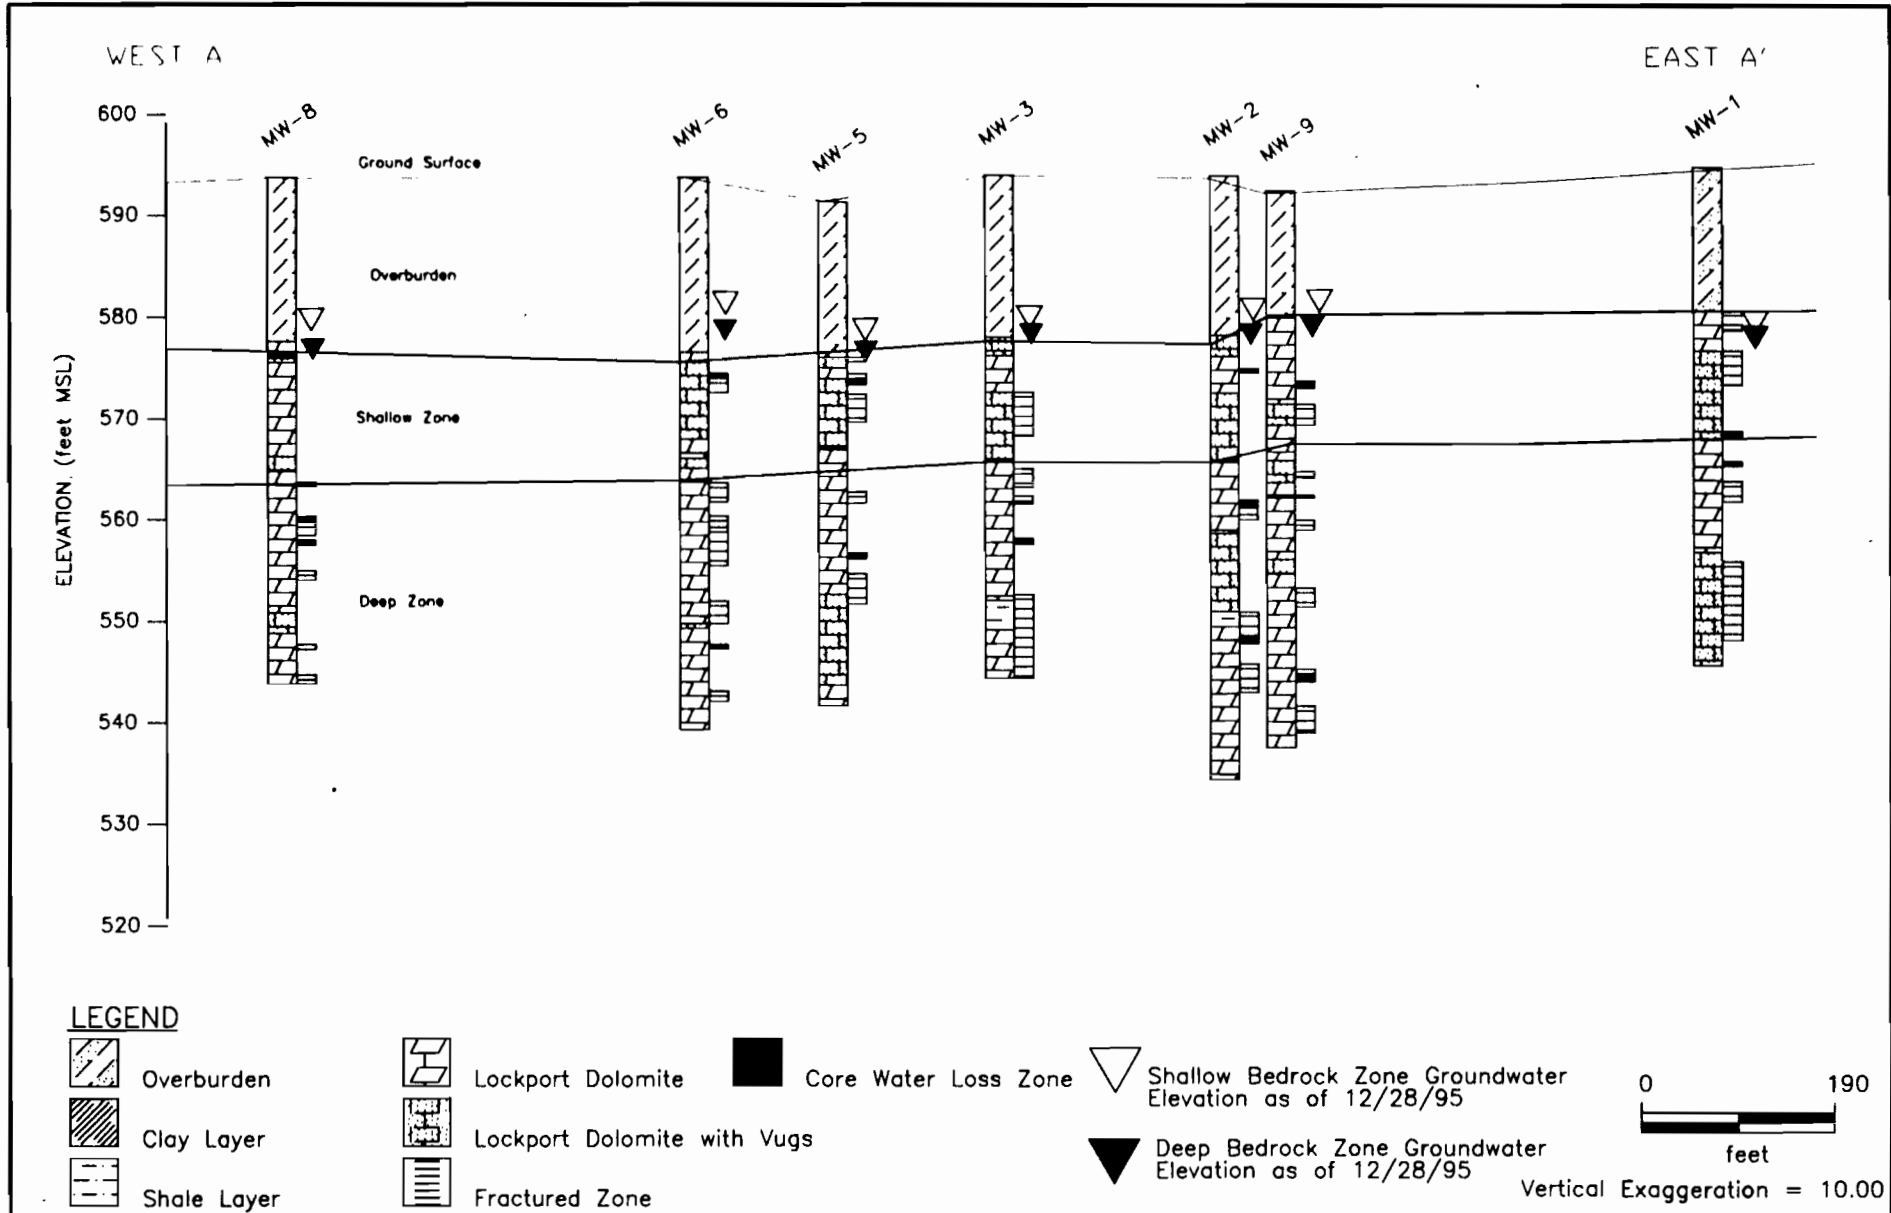 WEST A
EAST A'
MW-8
MW-6
MW-5
MW-3
MW-2
MW-9
MW-1
600
590
580
570
560
550
540
530
520
ELEVATION, (feet MSL)
Ground Surface
Overburden
Shallow Zone
Deep Zone
LEGEND
Overburden
Clay Layer
Shale Layer
Lockport Dolomite
Lockport Dolomite with Vugs
Fractured Zone
Core Water Loss Zone
Shallow Bedrock Zone Groundwater
Elevation as of 12/28/95
Deep Bedrock Zone Groundwater
Elevation as of 12/28/95
0 190
feet
Vertical Exaggeration = 10.00